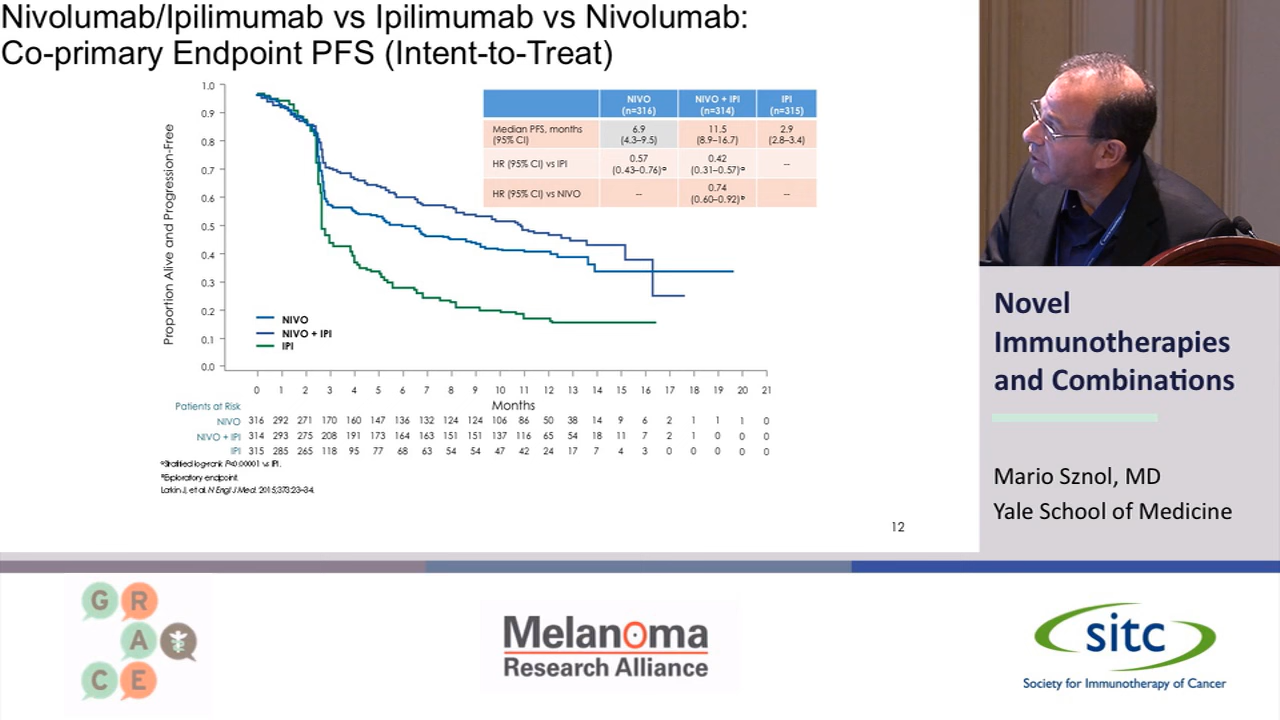 Nivolumab/Ipilimumab vs Ipilimumab vs Nivolumab:
Co-primary Endpoint PFS (Intent-to-Treat)
Proportion Alive and Progression-Free
1.0
0.9
0.8
0.7
0.6
0.5
0.4
0.3
0.2
0.1
0.0
NIVO
(n=316)
NIVO + IPI
(n=314)
IPI
(n=315)
Median PFS, months
(95% CI)
6.9
(4.3–9.5)
11.5
(8.9–16.7)
2.9
(2.8–3.4)
HR (95% CI) vs IPI
0.57
(0.43–0.76)ᵃ
0.42
(0.31–0.57)ᵃ
--
HR (95% CI) vs NIVO
--
0.74
(0.60–0.92)ᵇ
--
NIVO
NIVO + IPI
IPI
0 1 2 3 4 5 6 7 8 9 10 11 12 13 14 15 16 17 18 19 20 21
Months
Patients at Risk
NIVO 316 292 271 170 160 147 136 132 124 124 106 86 50 38 14 9 6 2 1 1 1 0
NIVO + IPI 314 293 275 208 191 173 164 163 151 151 137 116 65 54 18 11 7 2 1 0 0 0
IPI 315 285 265 118 95 77 68 63 54 54 47 42 24 17 7 4 3 0 0 0 0 0
ᵃStratified log-rank P<0.00001 vs IPI.
ᵇExploratory endpoint.
Larkin J, et al. N Engl J Med. 2015;373:23–34.
12
Novel
Immunotherapies
and Combinations
Mario Sznol, MD
Yale School of Medicine
G R
A
C E
Melanoma
Research Alliance
sitc
Society for Immunotherapy of Cancer